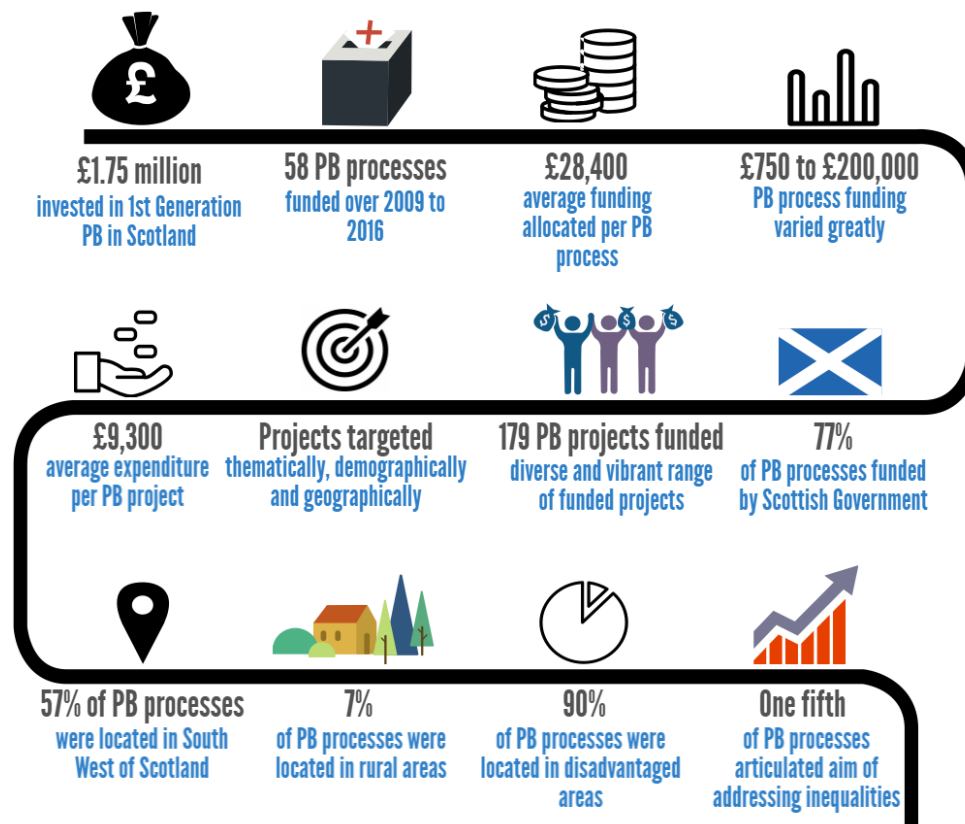 £
£1.75 million
invested in 1st Generation
PB in Scotland
58 PB processes
funded over 2009 to
2016
£28,400
average funding
allocated per PB
process
£750 to £200,000
PB process funding
varied greatly
$ $ $
£9,300
average expenditure
per PB project
Projects targeted
thematically, demographically
and geographically
179 PB projects funded
diverse and vibrant range
of funded projects
77%
of PB processes funded
by Scottish Government
57% of PB processes
were located in South
West of Scotland
7%
of PB processes were
located in rural areas
90%
of PB processes were
located in disadvantaged
areas
One fifth
of PB processes
articulated aim of
addressing inequalities